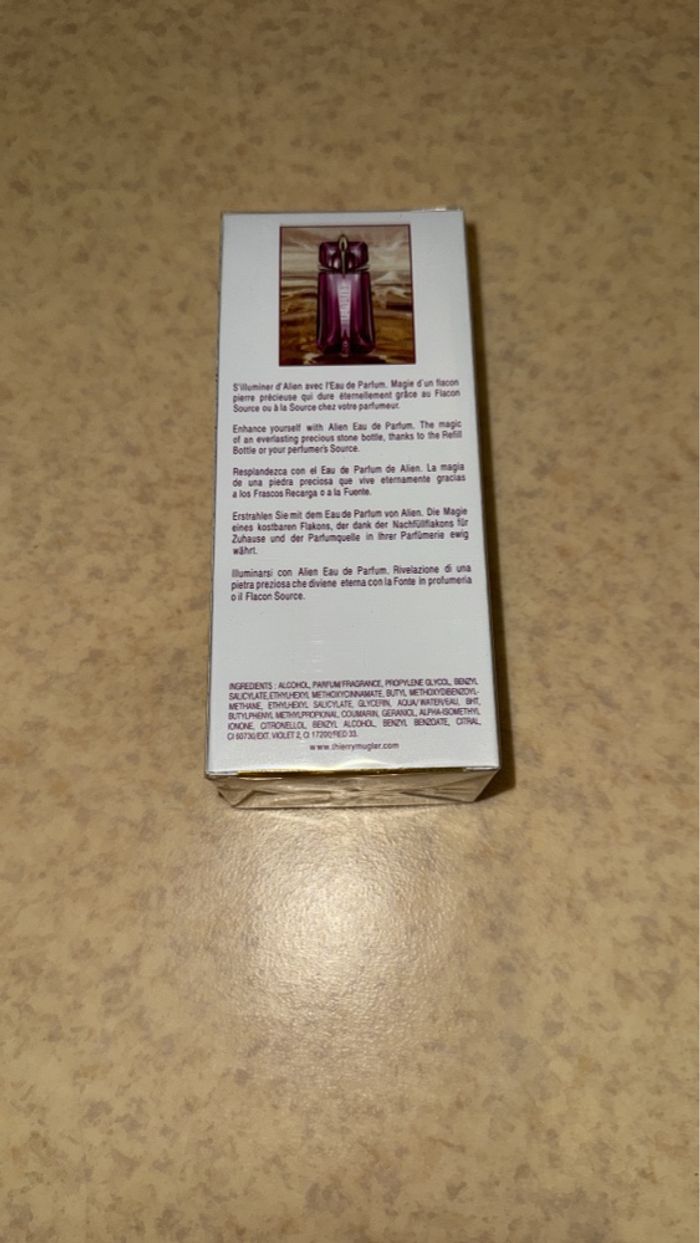 S'illuminer d'Alien avec l'Eau de Parfum. Magie d'un flacon
pierre précieuse qui dure éternellement grâce au Flacon
Source ou à la Source chez votre parfumeur.
Enhance yourself with Alien Eau de Parfum. The magic
of an everlasting precious stone bottle, thanks to the Refill
Bottle or your perfumer's Source.
Resplandezca con el Eau de Parfum de Alien. La magia
de una piedra preciosa que vive eternamente gracias
a los Frascos Recarga o a la Fuente.
Erstrahlen Sie mit dem Eau de Parfum von Alien. Die Magie
eines kostbaren Flakons, der dank der Nachfüllflakons für
Zuhause und der Parfumquelle in Ihrer Parfümerie ewig
währt.
Illuminarsi con Alien Eau de Parfum. Rivelazione di una
pietra preziosa che diviene eterna con la Fonte in profumeria
o il Flacon Source.
INGREDIENTS : ALCOHOL, PARFUM/FRAGRANCE, PROPYLENE GLYCOL, BENZYL
SALICYLATE, ETHYLHEXYL METHOXYCINNAMATE, BUTYL METHOXYDIBENZOYL-
METHANE, ETHYLHEXYL SALICYLATE, GLYCERIN, AQUA/WATER/EAU, BHT,
BUTYLPHENYL METHYLPROPIONAL, COUMARIN, GERANIOL, ALPHA-ISOMETHYL
IONONE, CITRONELLOL, BENZYL ALCOHOL, BENZYL BENZOATE, CITRAL,
CI 60730/EXT. VIOLET 2, CI 17200/RED 33.
www.thierrymugler.com